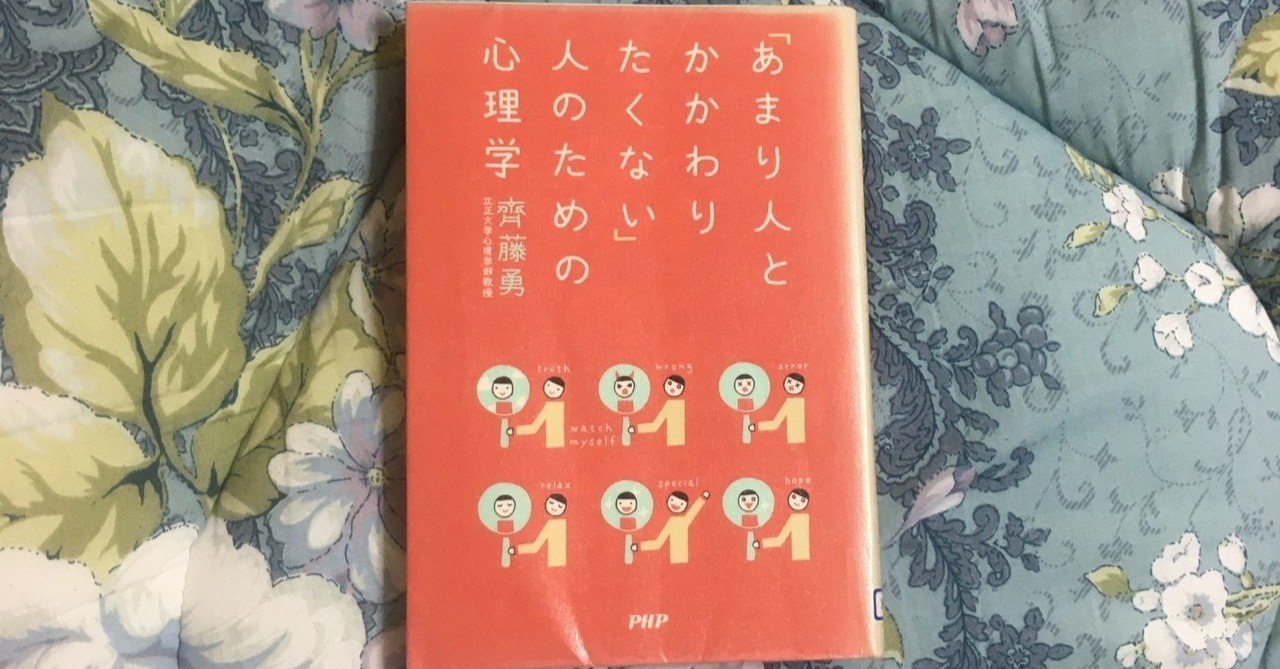 「あまり人と
かかわり
たくない」
人のための
心理学
齊藤勇
立正大学心理学部教授
truth
wrong
error
watch
myself
relax
special
hope
PHP